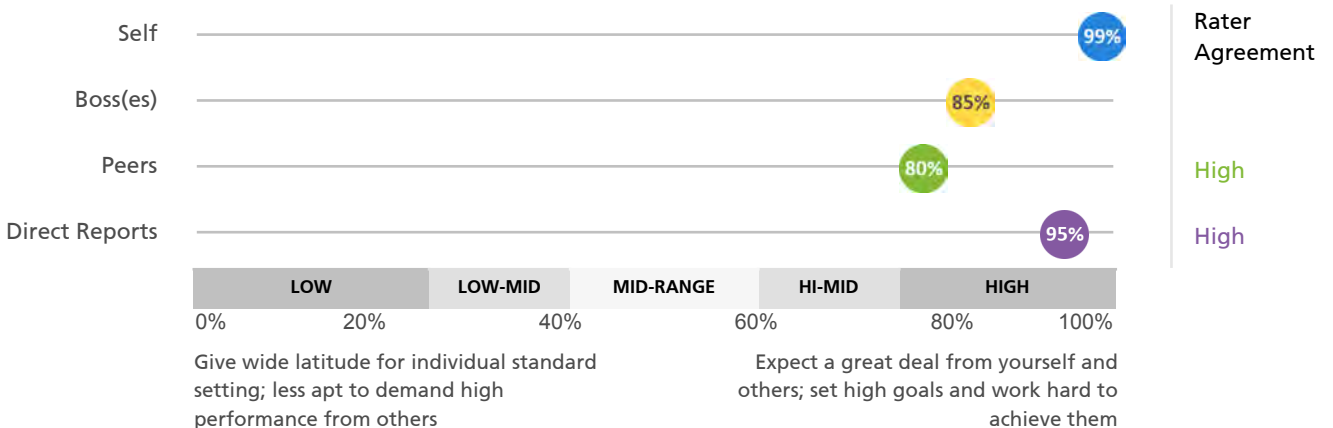 Rater
Agreement
Self
99%
Boss(es)
85%
Peers
80%
High
Direct Reports
95%
High
LOW
LOW-MID
MID-RANGE
HI-MID
HIGH
0%
20%
40%
60%
80%
100%
Give wide latitude for individual standard
setting; less apt to demand high
performance from others
Expect a great deal from yourself and
others; set high goals and work hard to
achieve them